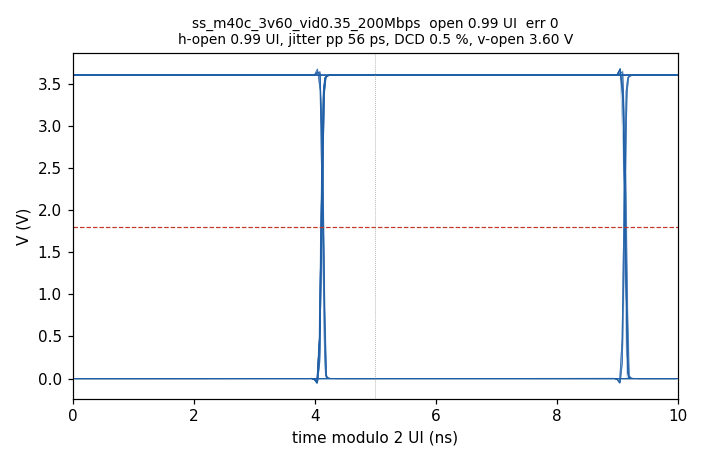 ss_m40c_3v60_vid0.35_200Mbps open 0.99 UI err 0
h-open 0.99 UI, jitter pp 56 ps, DCD 0.5 %, v-open 3.60 V
V (V)
3.5
3.0
2.5
2.0
1.5
1.0
0.5
0.0
0 2 4 6 8 10
time modulo 2 UI (ns)